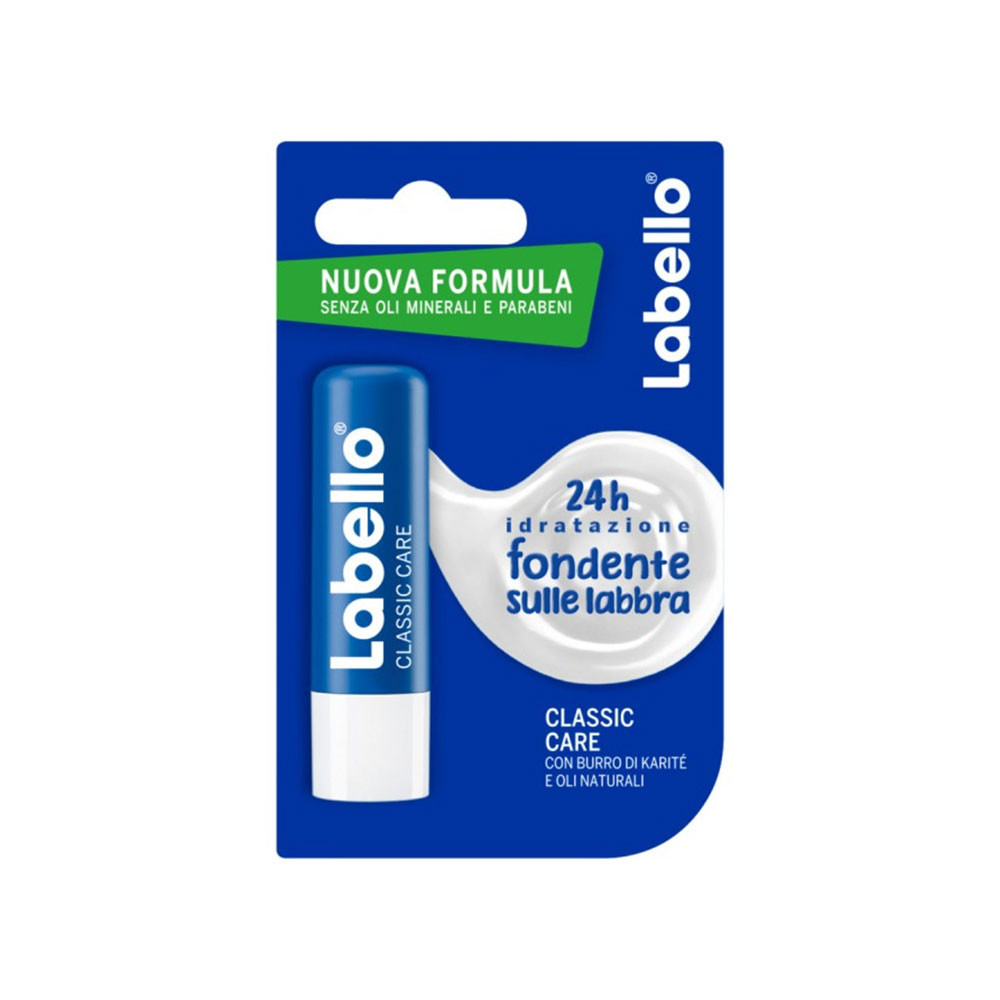 Labello®
NUOVA FORMULA
SENZA OLI MINERALI E PARABENI
Labello®
CLASSIC CARE
24h
idratazione
fondente
sulle labbra
CLASSIC
CARE
CON BURRO DI KARITÉ
E OLI NATURALI